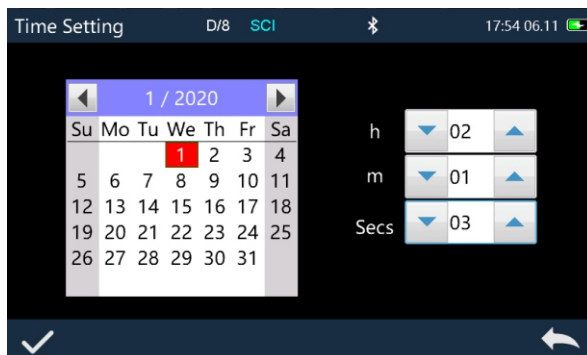 Time Setting D/8 SCI 17:54 06.11
1 / 2020
Su Mo Tu We Th Fr Sa
1 2 3 4
5 6 7 8 9 10 11
12 13 14 15 16 17 18
19 20 21 22 23 24 25
26 27 28 29 30 31
h 02
m 01
Secs 03